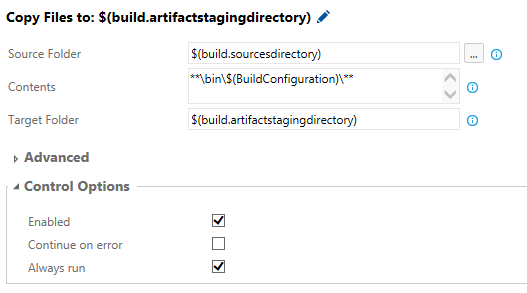 Copy Files to: $(build.artifactstagingdirectory)
Source Folder $(build.sourcesdirectory) ...
Contents **\bin\$(BuildConfiguration)\**
Target Folder $(build.artifactstagingdirectory)
Advanced
Control Options
Enabled
Continue on error
Always run